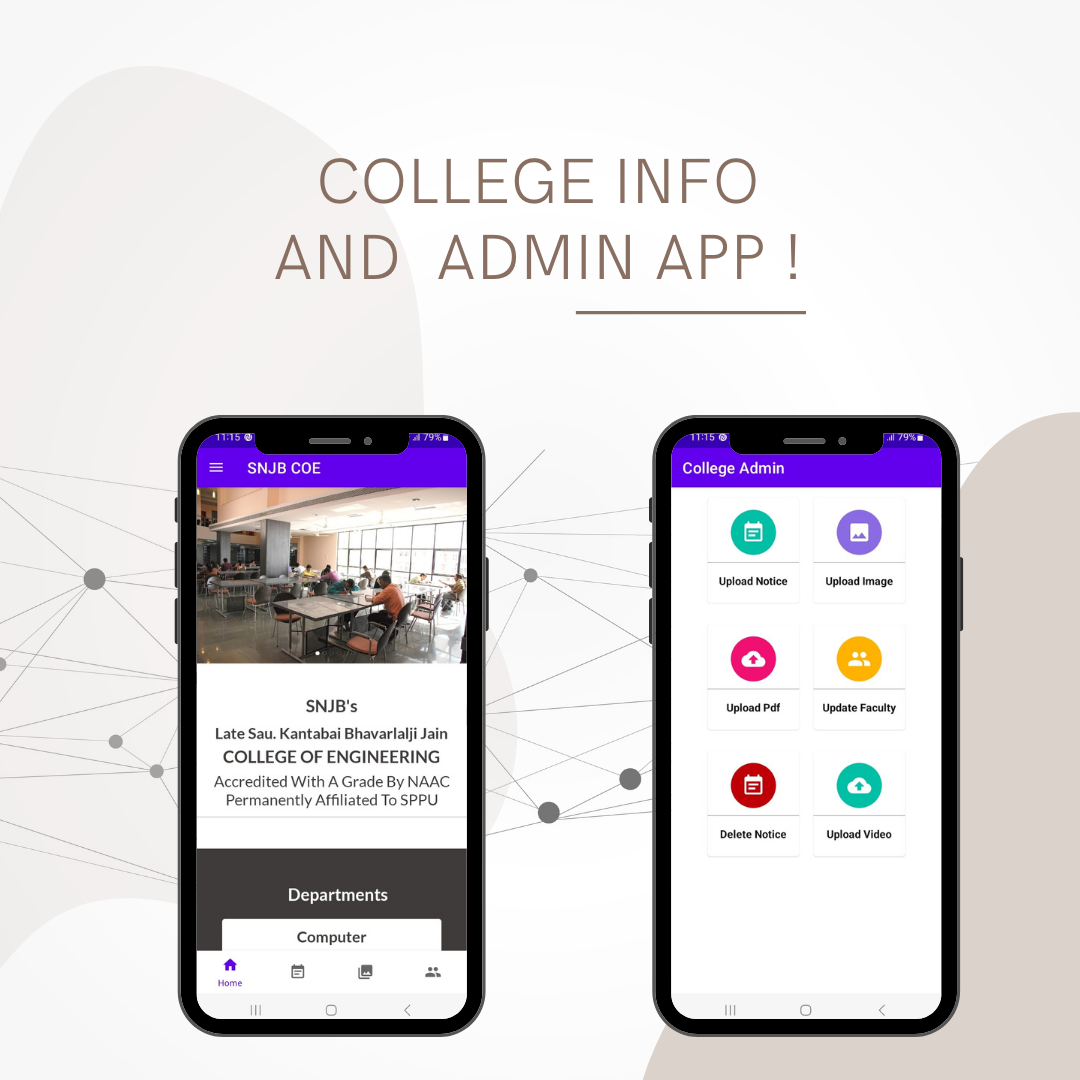 COLLEGE INFO
AND ADMIN APP !
11:15 79%
SNJB COE
SNJB's
Late Sau. Kantabai Bhavarlalji Jain
COLLEGE OF ENGINEERING
Accredited With A Grade By NAAC
Permanently Affiliated To SPPU
Departments
Computer
Home
11:15 79%
College Admin
Upload Notice Upload Image
Upload Pdf Update Faculty
Delete Notice Upload Video